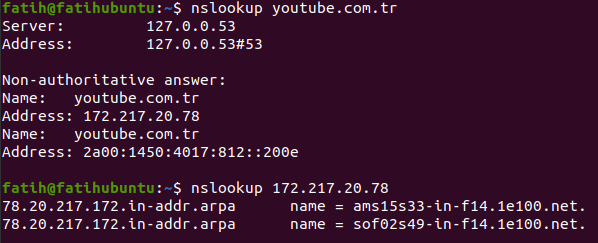 fatih@fatihubuntu:~$ nslookup youtube.com.tr
Server: 127.0.0.53
Address: 127.0.0.53#53
Non-authoritative answer:
Name: youtube.com.tr
Address: 172.217.20.78
Name: youtube.com.tr
Address: 2a00:1450:4017:812::200e
fatih@fatihubuntu:~$ nslookup 172.217.20.78
78.20.217.172.in-addr.arpa name = ams15s33-in-f14.1e100.net.
78.20.217.172.in-addr.arpa name = sof02s49-in-f14.1e100.net.